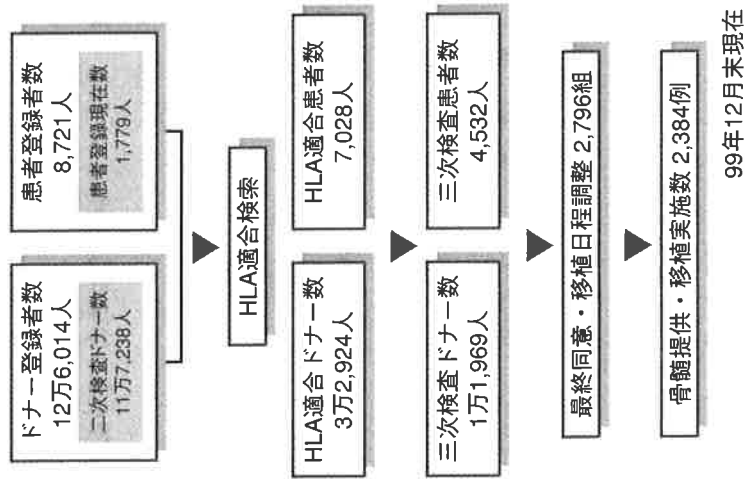 ドナー登録者数
12万6,014人
二次検査ドナー数
11万7,238人
患者登録者数
8,721人
患者登録現在数
1,779人
HLA適合検索
HLA適合ドナー数
3万2,924人
HLA適合患者数
7,028人
三次検査ドナー数
1万1,969人
三次検査患者数
4,532人
最終同意・移植日程調整 2,796組
骨髄提供・移植実施数 2,384例
99年12月末現在